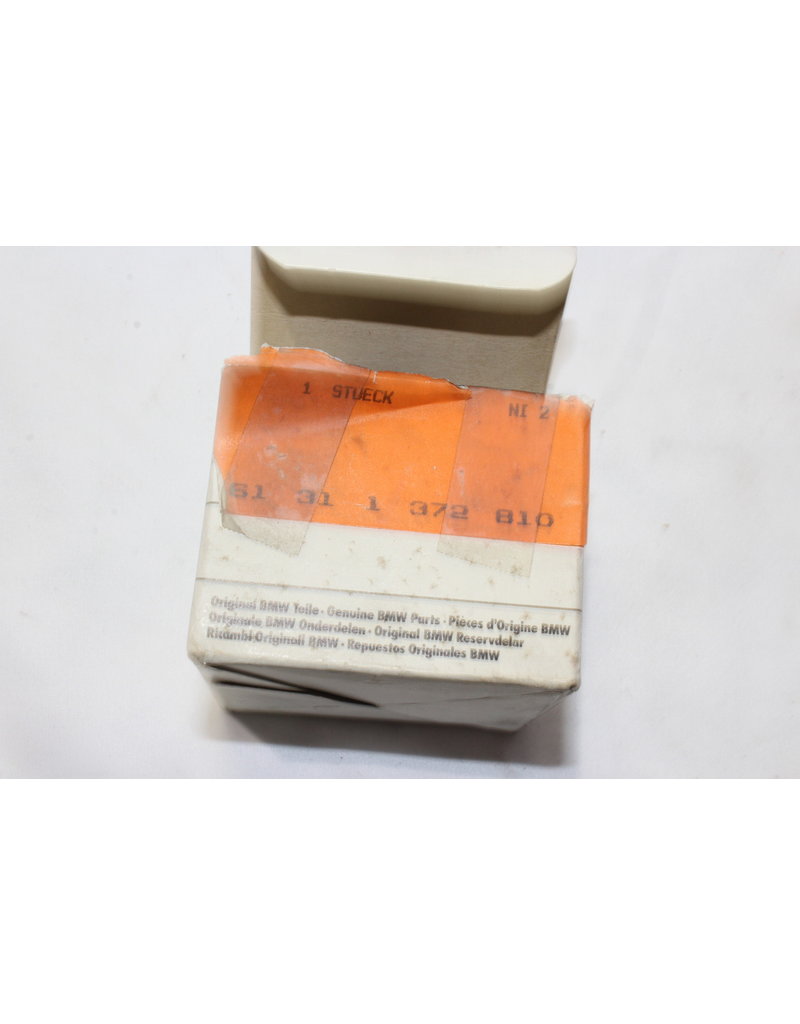 1 STUECK NI 2
61 31 1 372 810
Original BMW Teile · Genuine BMW Parts · Pièces d'Origine BMW
Originale BMW Onderdelen · Original BMW Reservdelar
Ricambi Originali BMW · Repuestos Originales BMW